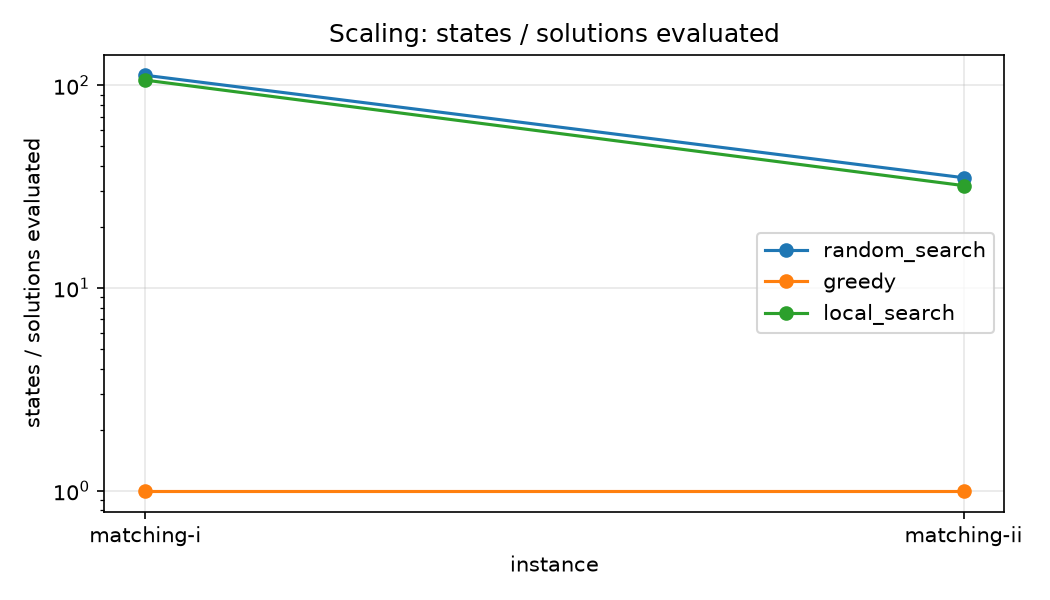 Scaling: states / solutions evaluated
states / solutions evaluated
10²
10¹
10⁰
random_search
greedy
local_search
matching-i
matching-ii
instance